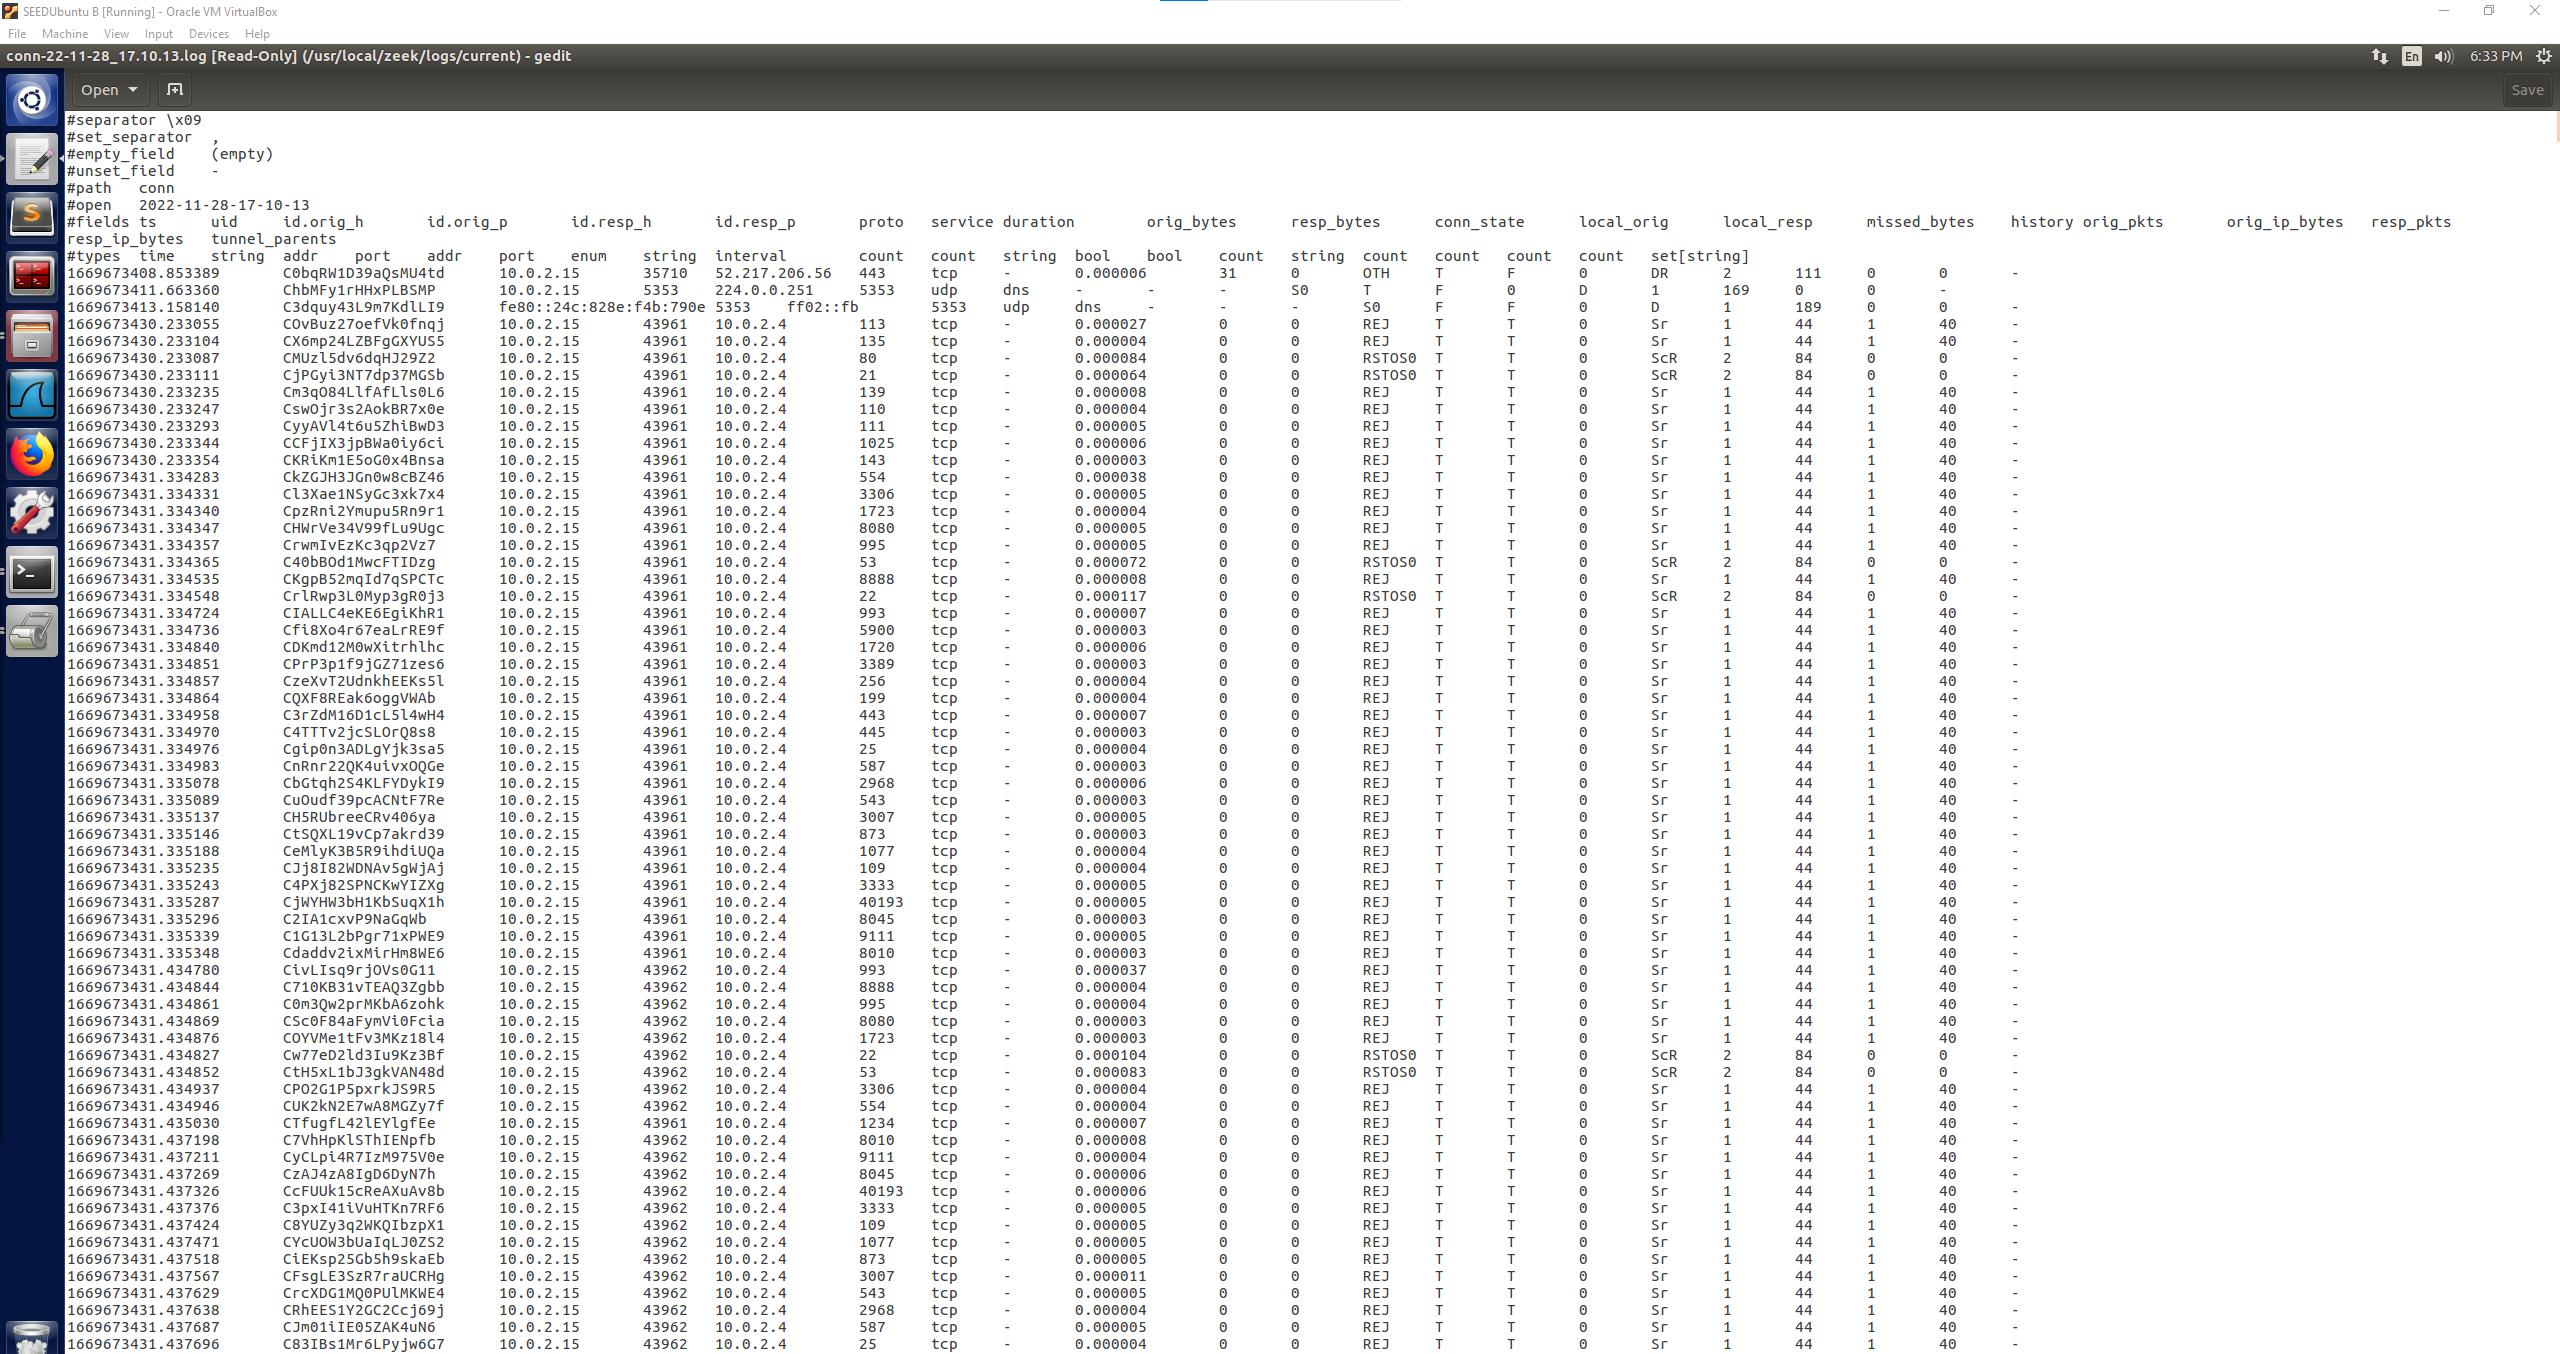 SEEDUbuntu B [Running] - Oracle VM VirtualBox
File Machine View Input Devices Help
conn-22-11-28_17.10.13.log [Read-Only] (/usr/local/zeek/logs/current) - gedit En 6:33 PM
Open Save
#separator \x09
#set_separator ,
#empty_field (empty)
#unset_field -
#path conn
#open 2022-11-28-17-10-13
#fields ts uid id.orig_h id.orig_p id.resp_h id.resp_p proto service duration orig_bytes resp_bytes conn_state local_orig local_resp missed_bytes history orig_pkts orig_ip_bytes resp_pkts
resp_ip_bytes tunnel_parents
#types time string addr port addr port enum string interval count count string bool bool count string count count count count set[string]
1669673408.853389 C0bqRW1D39aQsMU4td 10.0.2.15 35710 52.217.206.56 443 tcp - 0.000006 31 0 OTH T F 0 DR 2 111 0 0 -
1669673411.663360 ChbMFy1rHHxPLBSMP 10.0.2.15 5353 224.0.0.251 5353 udp dns - - - S0 T F 0 D 1 169 0 0 -
1669673413.158140 C3dquy43L9m7KdlLI9 fe80::24c:828e:f4b:790e 5353 ff02::fb 5353 udp dns - - - S0 F F 0 D 1 189 0 0 -
1669673430.233055 COvBuz27oefVk0fnqj 10.0.2.15 43961 10.0.2.4 113 tcp - 0.000027 0 0 REJ T T 0 Sr 1 44 1 40 -
1669673430.233104 CX6mp24LZBFgGXYUS5 10.0.2.15 43961 10.0.2.4 135 tcp - 0.000004 0 0 REJ T T 0 Sr 1 44 1 40 -
1669673430.233087 CMUzl5dv6dqHJ29Z2 10.0.2.15 43961 10.0.2.4 80 tcp - 0.000084 0 0 RSTOS0 T T 0 ScR 2 84 0 0 -
1669673430.233111 CjPGyi3NT7dp37MGSb 10.0.2.15 43961 10.0.2.4 21 tcp - 0.000064 0 0 RSTOS0 T T 0 ScR 2 84 0 0 -
1669673430.233235 Cm3qO84LlfAfLls0L6 10.0.2.15 43961 10.0.2.4 139 tcp - 0.000008 0 0 REJ T T 0 Sr 1 44 1 40 -
1669673430.233247 CswOjr3s2AokBR7x0e 10.0.2.15 43961 10.0.2.4 110 tcp - 0.000004 0 0 REJ T T 0 Sr 1 44 1 40 -
1669673430.233293 CyyAVl4t6u5ZhiBwD3 10.0.2.15 43961 10.0.2.4 111 tcp - 0.000005 0 0 REJ T T 0 Sr 1 44 1 40 -
1669673430.233344 CCFjIX3jpBWa0iy6ci 10.0.2.15 43961 10.0.2.4 1025 tcp - 0.000006 0 0 REJ T T 0 Sr 1 44 1 40 -
1669673430.233354 CKRiKm1E5oG0x4Bnsa 10.0.2.15 43961 10.0.2.4 143 tcp - 0.000003 0 0 REJ T T 0 Sr 1 44 1 40 -
1669673431.334283 CkZGJH3JGn0w8cBZ46 10.0.2.15 43961 10.0.2.4 554 tcp - 0.000038 0 0 REJ T T 0 Sr 1 44 1 40 -
1669673431.334331 Cl3Xae1NSyGc3xk7x4 10.0.2.15 43961 10.0.2.4 3306 tcp - 0.000005 0 0 REJ T T 0 Sr 1 44 1 40 -
1669673431.334340 CpzRni2Ymupu5Rn9r1 10.0.2.15 43961 10.0.2.4 1723 tcp - 0.000004 0 0 REJ T T 0 Sr 1 44 1 40 -
1669673431.334347 CHWrVe34V99fLu9Ugc 10.0.2.15 43961 10.0.2.4 8080 tcp - 0.000005 0 0 REJ T T 0 Sr 1 44 1 40 -
1669673431.334357 CrwmIvEzKc3qp2Vz7 10.0.2.15 43961 10.0.2.4 995 tcp - 0.000005 0 0 REJ T T 0 Sr 1 44 1 40 -
1669673431.334365 C40bBOd1MwcFTIDzg 10.0.2.15 43961 10.0.2.4 53 tcp - 0.000072 0 0 RSTOS0 T T 0 ScR 2 84 0 0 -
1669673431.334535 CKgpB52mqId7qSPCTc 10.0.2.15 43961 10.0.2.4 8888 tcp - 0.000008 0 0 REJ T T 0 Sr 1 44 1 40 -
1669673431.334548 CrlRwp3L0Myp3gR0j3 10.0.2.15 43961 10.0.2.4 22 tcp - 0.000117 0 0 RSTOS0 T T 0 ScR 2 84 0 0 -
1669673431.334724 CIALLC4eKE6EgiKhR1 10.0.2.15 43961 10.0.2.4 993 tcp - 0.000007 0 0 REJ T T 0 Sr 1 44 1 40 -
1669673431.334736 Cfi8Xo4r67eaLrRE9f 10.0.2.15 43961 10.0.2.4 5900 tcp - 0.000003 0 0 REJ T T 0 Sr 1 44 1 40 -
1669673431.334840 CDKmd12M0wXitrhlhc 10.0.2.15 43961 10.0.2.4 1720 tcp - 0.000006 0 0 REJ T T 0 Sr 1 44 1 40 -
1669673431.334851 CPrP3p1f9jGZ71zes6 10.0.2.15 43961 10.0.2.4 3389 tcp - 0.000003 0 0 REJ T T 0 Sr 1 44 1 40 -
1669673431.334857 CzeXvT2UdnkhEEKs5l 10.0.2.15 43961 10.0.2.4 256 tcp - 0.000004 0 0 REJ T T 0 Sr 1 44 1 40 -
1669673431.334864 CQXF8REak6oggVWAb 10.0.2.15 43961 10.0.2.4 199 tcp - 0.000004 0 0 REJ T T 0 Sr 1 44 1 40 -
1669673431.334958 C3rZdM16D1cL5l4wH4 10.0.2.15 43961 10.0.2.4 443 tcp - 0.000007 0 0 REJ T T 0 Sr 1 44 1 40 -
1669673431.334970 C4TTTv2jcSLOrQ8s8 10.0.2.15 43961 10.0.2.4 445 tcp - 0.000003 0 0 REJ T T 0 Sr 1 44 1 40 -
1669673431.334976 Cgip0n3ADLgYjk3sa5 10.0.2.15 43961 10.0.2.4 25 tcp - 0.000004 0 0 REJ T T 0 Sr 1 44 1 40 -
1669673431.334983 CnRnr22QK4uivxOQGe 10.0.2.15 43961 10.0.2.4 587 tcp - 0.000003 0 0 REJ T T 0 Sr 1 44 1 40 -
1669673431.335078 CbGtqh2S4KLFYDykI9 10.0.2.15 43961 10.0.2.4 2968 tcp - 0.000006 0 0 REJ T T 0 Sr 1 44 1 40 -
1669673431.335089 CuOudf39pcACNtF7Re 10.0.2.15 43961 10.0.2.4 543 tcp - 0.000003 0 0 REJ T T 0 Sr 1 44 1 40 -
1669673431.335137 CH5RUbreeCRv406ya 10.0.2.15 43961 10.0.2.4 3007 tcp - 0.000005 0 0 REJ T T 0 Sr 1 44 1 40 -
1669673431.335146 CtSQXL19vCp7akrd39 10.0.2.15 43961 10.0.2.4 873 tcp - 0.000003 0 0 REJ T T 0 Sr 1 44 1 40 -
1669673431.335188 CeMlyK3B5R9ihdiUQa 10.0.2.15 43961 10.0.2.4 1077 tcp - 0.000004 0 0 REJ T T 0 Sr 1 44 1 40 -
1669673431.335235 CJj8I82WDNAv5gWjAj 10.0.2.15 43961 10.0.2.4 109 tcp - 0.000004 0 0 REJ T T 0 Sr 1 44 1 40 -
1669673431.335243 C4PXj82SPNCKwYIZXg 10.0.2.15 43961 10.0.2.4 3333 tcp - 0.000005 0 0 REJ T T 0 Sr 1 44 1 40 -
1669673431.335287 CjWYHW3bH1KbSuqX1h 10.0.2.15 43961 10.0.2.4 40193 tcp - 0.000005 0 0 REJ T T 0 Sr 1 44 1 40 -
1669673431.335296 C2IA1cxvP9NaGqWb 10.0.2.15 43961 10.0.2.4 8045 tcp - 0.000003 0 0 REJ T T 0 Sr 1 44 1 40 -
1669673431.335339 C1G13L2bPgr71xPWE9 10.0.2.15 43961 10.0.2.4 9111 tcp - 0.000005 0 0 REJ T T 0 Sr 1 44 1 40 -
1669673431.335348 Cdaddv2ixMirHm8WE6 10.0.2.15 43961 10.0.2.4 8010 tcp - 0.000003 0 0 REJ T T 0 Sr 1 44 1 40 -
1669673431.434780 CivLIsq9rjOVs0G11 10.0.2.15 43962 10.0.2.4 993 tcp - 0.000037 0 0 REJ T T 0 Sr 1 44 1 40 -
1669673431.434844 C710KB31vTEAQ3Zgbb 10.0.2.15 43962 10.0.2.4 8888 tcp - 0.000004 0 0 REJ T T 0 Sr 1 44 1 40 -
1669673431.434861 C0m3Qw2prMKbA6zohk 10.0.2.15 43962 10.0.2.4 995 tcp - 0.000004 0 0 REJ T T 0 Sr 1 44 1 40 -
1669673431.434869 CSc0F84aFymVi0Fcia 10.0.2.15 43962 10.0.2.4 8080 tcp - 0.000003 0 0 REJ T T 0 Sr 1 44 1 40 -
1669673431.434876 COYVMe1tFv3MKz18l4 10.0.2.15 43962 10.0.2.4 1723 tcp - 0.000003 0 0 REJ T T 0 Sr 1 44 1 40 -
1669673431.434827 Cw77eD2ld3Iu9Kz3Bf 10.0.2.15 43962 10.0.2.4 22 tcp - 0.000104 0 0 RSTOS0 T T 0 ScR 2 84 0 0 -
1669673431.434852 CtH5xL1bJ3gkVAN48d 10.0.2.15 43962 10.0.2.4 53 tcp - 0.000083 0 0 RSTOS0 T T 0 ScR 2 84 0 0 -
1669673431.434937 CPO2G1P5pxrkJS9R5 10.0.2.15 43962 10.0.2.4 3306 tcp - 0.000004 0 0 REJ T T 0 Sr 1 44 1 40 -
1669673431.434946 CUK2kN2E7wA8MGZy7f 10.0.2.15 43962 10.0.2.4 554 tcp - 0.000004 0 0 REJ T T 0 Sr 1 44 1 40 -
1669673431.435030 CTfugfL42lEYlgfEe 10.0.2.15 43962 10.0.2.4 1234 tcp - 0.000007 0 0 REJ T T 0 Sr 1 44 1 40 -
1669673431.437198 C7VhHpKlSThIENpfb 10.0.2.15 43962 10.0.2.4 8010 tcp - 0.000008 0 0 REJ T T 0 Sr 1 44 1 40 -
1669673431.437211 CyCLpi4R7IzM975V0e 10.0.2.15 43962 10.0.2.4 9111 tcp - 0.000004 0 0 REJ T T 0 Sr 1 44 1 40 -
1669673431.437269 CzAJ4zA8IgD6DyN7h 10.0.2.15 43962 10.0.2.4 8045 tcp - 0.000006 0 0 REJ T T 0 Sr 1 44 1 40 -
1669673431.437326 CcFUUk15cReAXuAv8b 10.0.2.15 43962 10.0.2.4 40193 tcp - 0.000006 0 0 REJ T T 0 Sr 1 44 1 40 -
1669673431.437376 C3pxI41iVuHTKn7RF6 10.0.2.15 43962 10.0.2.4 3333 tcp - 0.000005 0 0 REJ T T 0 Sr 1 44 1 40 -
1669673431.437424 C8YUZy3q2WKQIbzpX1 10.0.2.15 43962 10.0.2.4 109 tcp - 0.000005 0 0 REJ T T 0 Sr 1 44 1 40 -
1669673431.437471 CYcUOW3bUaIqLJ0ZS2 10.0.2.15 43962 10.0.2.4 1077 tcp - 0.000005 0 0 REJ T T 0 Sr 1 44 1 40 -
1669673431.437518 CiEKsp25Gb5h9skaEb 10.0.2.15 43962 10.0.2.4 873 tcp - 0.000005 0 0 REJ T T 0 Sr 1 44 1 40 -
1669673431.437567 CFsgLE3SzR7raUCRHg 10.0.2.15 43962 10.0.2.4 3007 tcp - 0.000011 0 0 REJ T T 0 Sr 1 44 1 40 -
1669673431.437629 CrcXDG1MQ0PUlMKWE4 10.0.2.15 43962 10.0.2.4 543 tcp - 0.000005 0 0 REJ T T 0 Sr 1 44 1 40 -
1669673431.437638 CRhEES1Y2GC2Ccj69j 10.0.2.15 43962 10.0.2.4 2968 tcp - 0.000004 0 0 REJ T T 0 Sr 1 44 1 40 -
1669673431.437687 CJm01iIE05ZAK4uN6 10.0.2.15 43962 10.0.2.4 587 tcp - 0.000005 0 0 REJ T T 0 Sr 1 44 1 40 -
1669673431.437696 C83IBs1Mr6LPyjw6G7 10.0.2.15 43962 10.0.2.4 25 tcp - 0.000004 0 0 REJ T T 0 Sr 1 44 1 40 -